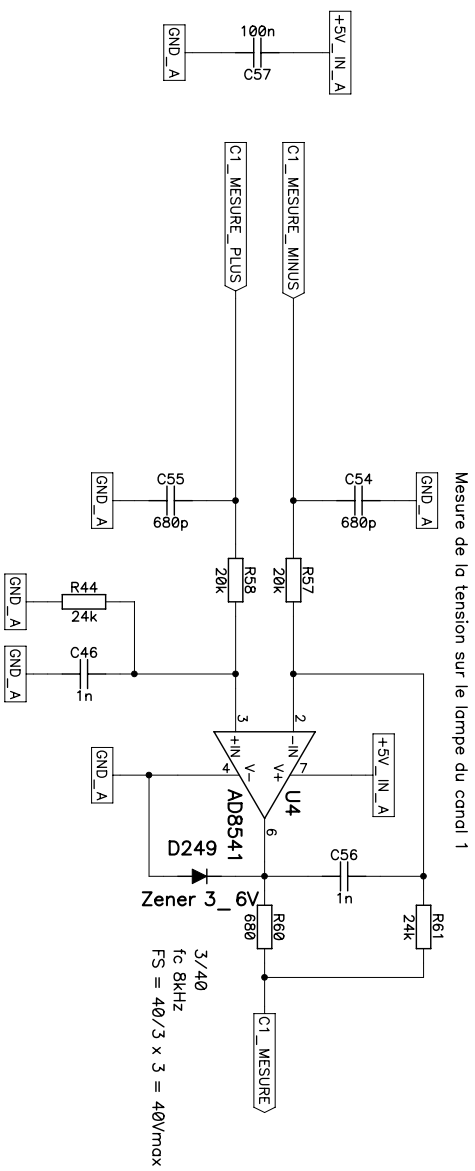 Mesure de la tension sur le lampe du canal 1
+5V_IN_A
100n
C57
GND_A
C1_MESURE_MINUS
C1_MESURE_PLUS
GND_A
C54
680p
C55
680p
GND_A
R57
20k
R58
20k
R44
24k
GND_A
C46
1n
GND_A
+5V_IN_A
2
-IN
V+
7
3
+IN
V-
4
6
U4
AD8541
GND_A
D249
Zener 3_6V
C56
1n
R61
24k
R60
680
C1_MESURE
3/40
fc 8kHz
FS = 40/3 x 3 = 40Vmax